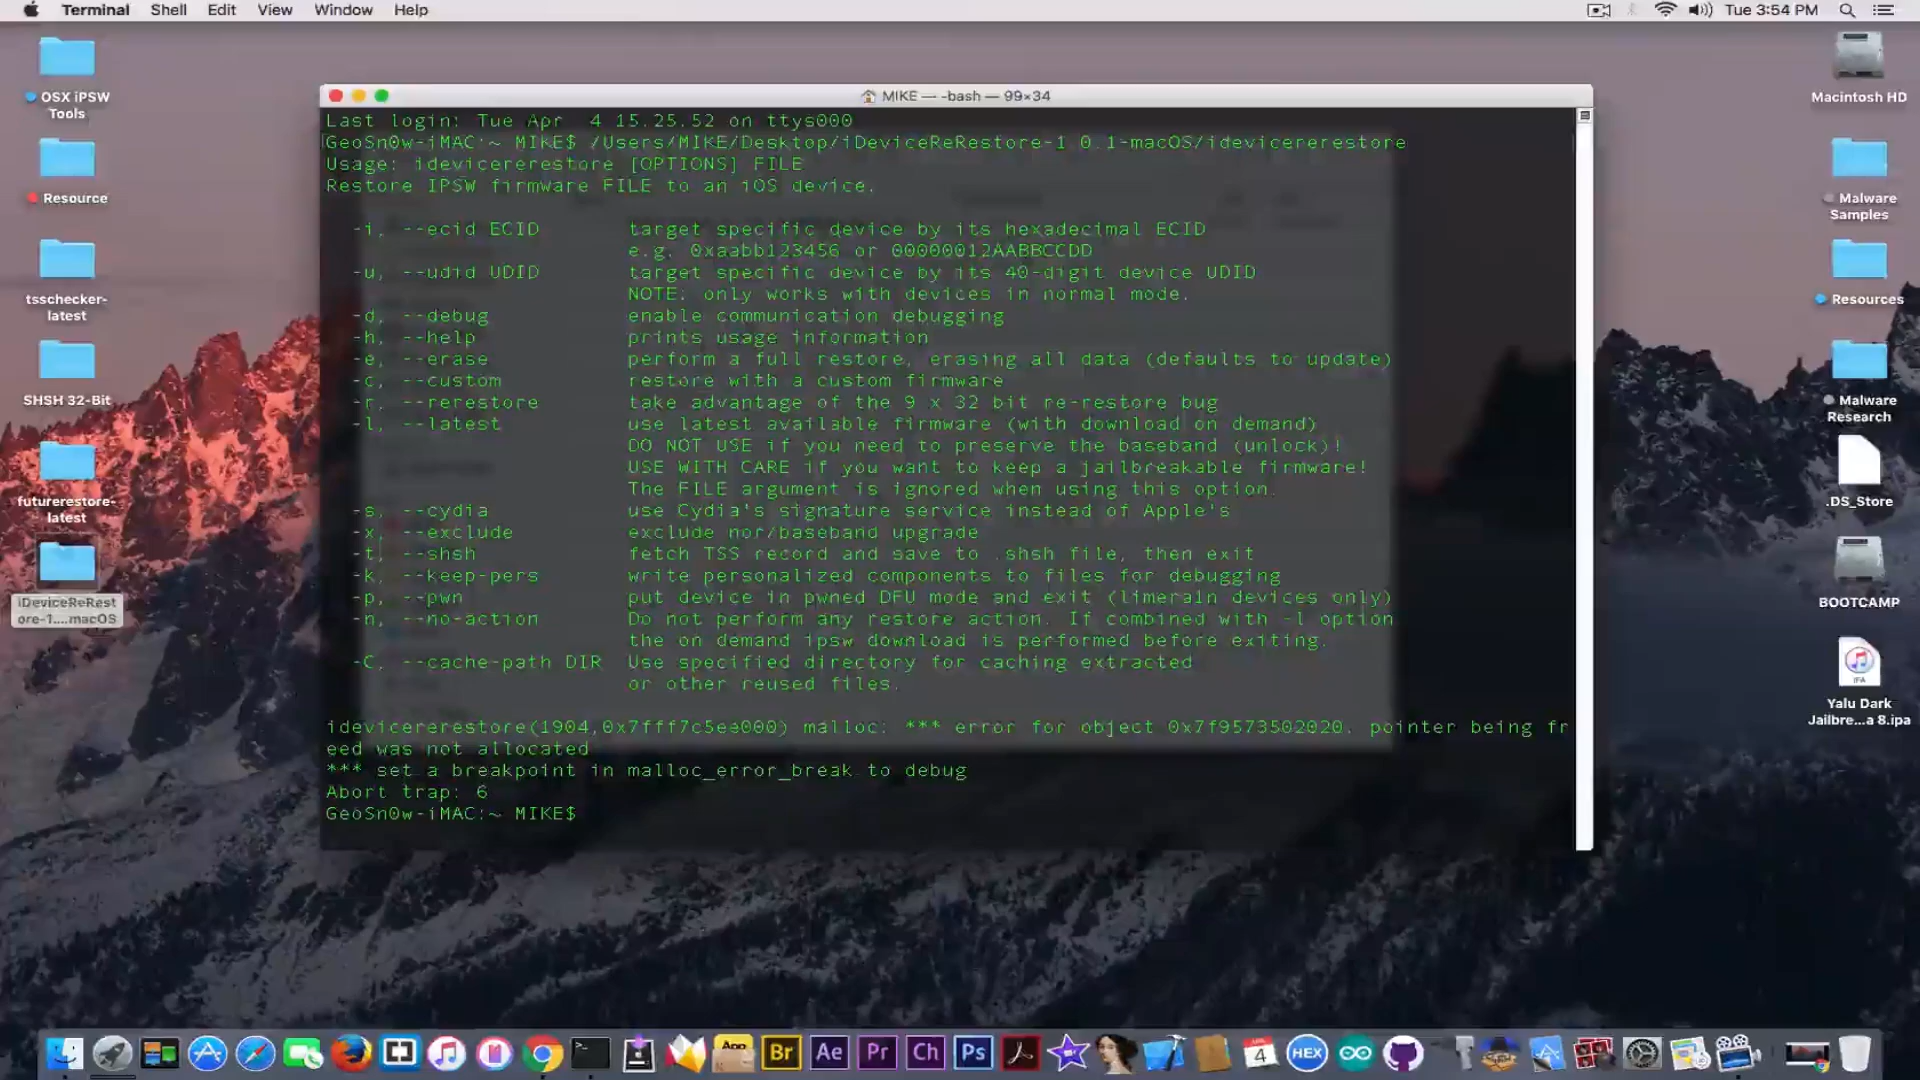 Terminal Shell Edit View Window Help Tue 3:54 PM
OSX iPSW
Tools
Resource
tsschecker-
latest
SHSH 32-Bit
futurerestore-
latest
iDeviceReRest
ore-1....macOS
MIKE — -bash — 99×34
Last login: Tue Apr  4 15.25.52 on ttys000
GeoSn0w-iMAC:~ MIKE$ /Users/MIKE/Desktop/iDeviceReRestore-1 0.1-macOS/idevicererestore
Usage: idevicererestore [OPTIONS] FILE
Restore IPSW firmware FILE to an iOS device.
-i, --ecid ECID target specific device by its hexadecimal ECID
e.g. 0xaabb123456 or 00000012AABBCCDD
-u, --udid UDID target specific device by its 40-digit device UDID
NOTE: only works with devices in normal mode.
-d, --debug enable communication debugging
-h, --help prints usage information
-e, --erase perform a full restore, erasing all data (defaults to update)
-c, --custom restore with a custom firmware
-r, --rerestore take advantage of the 9 x 32 bit re-restore bug
-l, --latest use latest available firmware (with download on demand)
DO NOT USE if you need to preserve the baseband (unlock)!
USE WITH CARE if you want to keep a jailbreakable firmware!
The FILE argument is ignored when using this option.
-s, --cydia use Cydia's signature service instead of Apple's
-x, --exclude exclude nor/baseband upgrade
-t, --shsh fetch TSS record and save to .shsh file, then exit
-k, --keep-pers write personalized components to files for debugging
-p, --pwn put device in pwned DFU mode and exit (limera1n devices only)
-n, --no-action Do not perform any restore action. If combined with -l option
the on demand ipsw download is performed before exiting.
-C, --cache-path DIR Use specified directory for caching extracted
or other reused files.
idevicererestore(1904,0x7fff7c5ee000) malloc: *** error for object 0x7f9573502020. pointer being fr
eed was not allocated
*** set a breakpoint in malloc_error_break to debug
Abort trap: 6
GeoSn0w-iMAC:~ MIKE$
Macintosh HD
Malware
Samples
Resources
Malware
Research
.DS_Store
BOOTCAMP
IPA
Yalu Dark
Jailbre...a 8.ipa
App Br Ae Pr Ch Ps 4 HEX